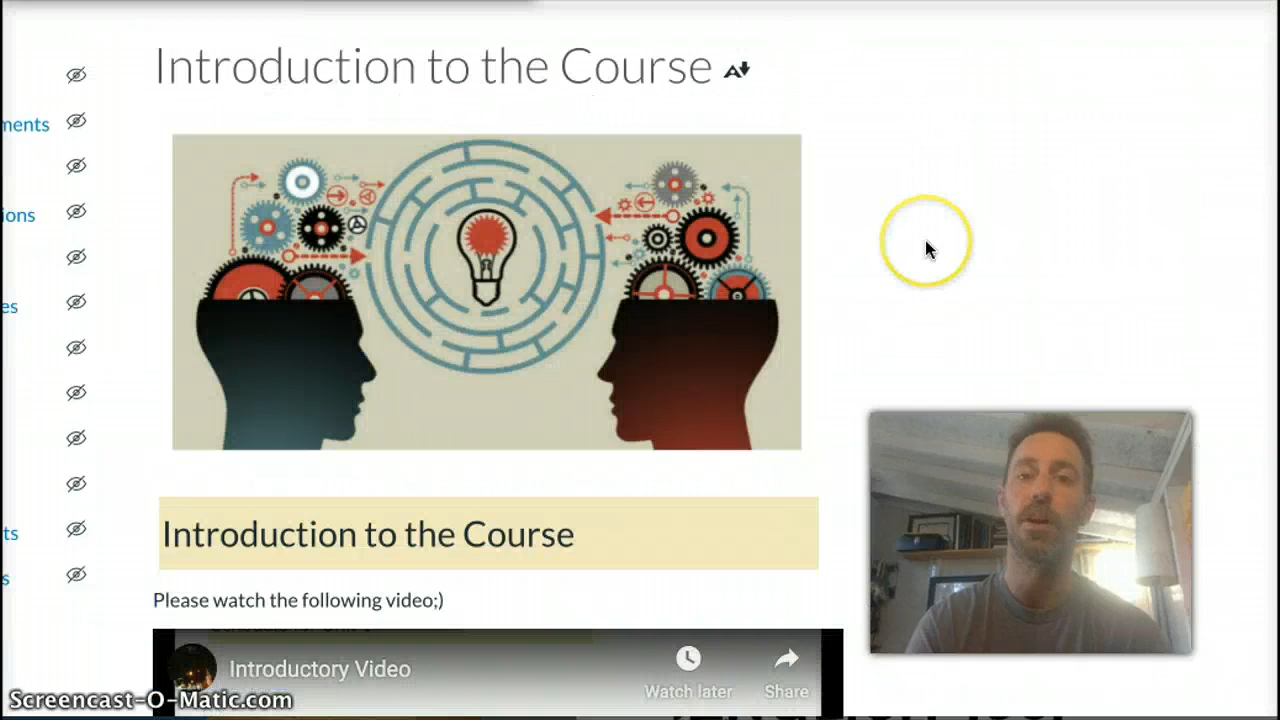 Introduction to the Course
ments
ions
es
ts
s
Introduction to the Course
Please watch the following video;)
Introductory Video
Watch later
Share
Screencast-O-Matic.com